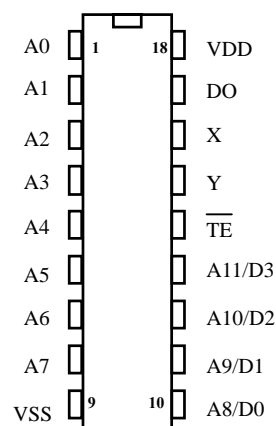 A0 1 18 VDD
A1 DO
A2 X
A3 Y
A4 T̅E̅
A5 A11/D3
A6 A10/D2
A7 A9/D1
VSS 9 10 A8/D0